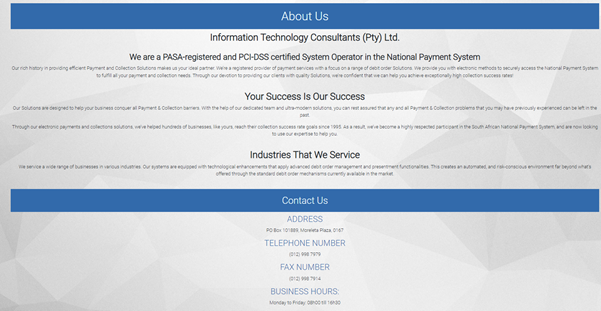 About Us
Information Technology Consultants (Pty) Ltd.
We are a PASA-registered and PCI-DSS certified System Operator in the National Payment System
Our rich history in providing efficient Payment and Collection Solutions makes us your ideal partner. We're a registered provider of payment services with a focus on a range of debit order Solutions. We provide you with electronic methods to securely access the National Payment System
to fulfill all your payment and collection needs. Through our devotion to providing our clients with quality Solutions, we're confident that we can help you achieve exceptionally high collection success rates!
Your Success Is Our Success
Our Solutions are designed to help your business conquer all Payment & Collection barriers. With the help of our dedicated team and ultra-modern solutions, you can rest assured that any and all Payment & Collection problems that you may have previously experienced can be left in the
past.
Through our electronic payments and collections solutions, we've helped hundreds of businesses, like yours, reach their collection success rate goals since 1993. As a result, we've become a highly respected participant in the South African National Payment System, and are now looking
to use our expertise to help you.
Industries That We Service
We service a wide range of businesses in various industries. Our systems are equipped with technological enhancements that apply advanced debit order management and presentment functionalities. This creates an automated, and risk-conscious environment far beyond what's
offered through the standard debit order mechanisms currently available in the market.
Contact Us
ADDRESS
PO Box 101889, Moreleta Plaza, 0167
TELEPHONE NUMBER
(012) 998 7979
FAX NUMBER
(012) 998 7914
BUSINESS HOURS:
Monday to Friday: 08h00 till 16h30